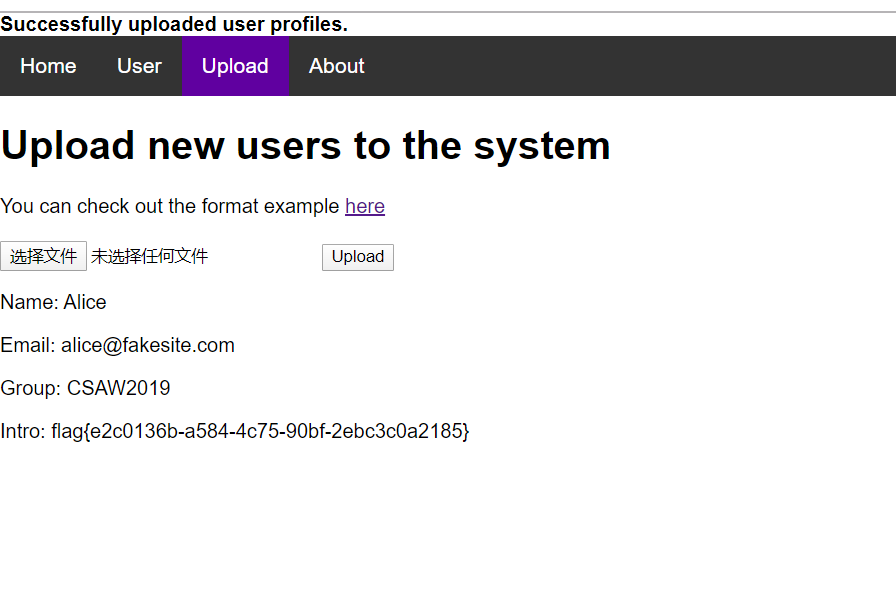 Successfully uploaded user profiles.
Home User Upload About
Upload new users to the system
You can check out the format example here
选择文件 未选择任何文件 Upload
Name: Alice
Email: alice@fakesite.com
Group: CSAW2019
Intro: flag{e2c0136b-a584-4c75-90bf-2ebc3c0a2185}